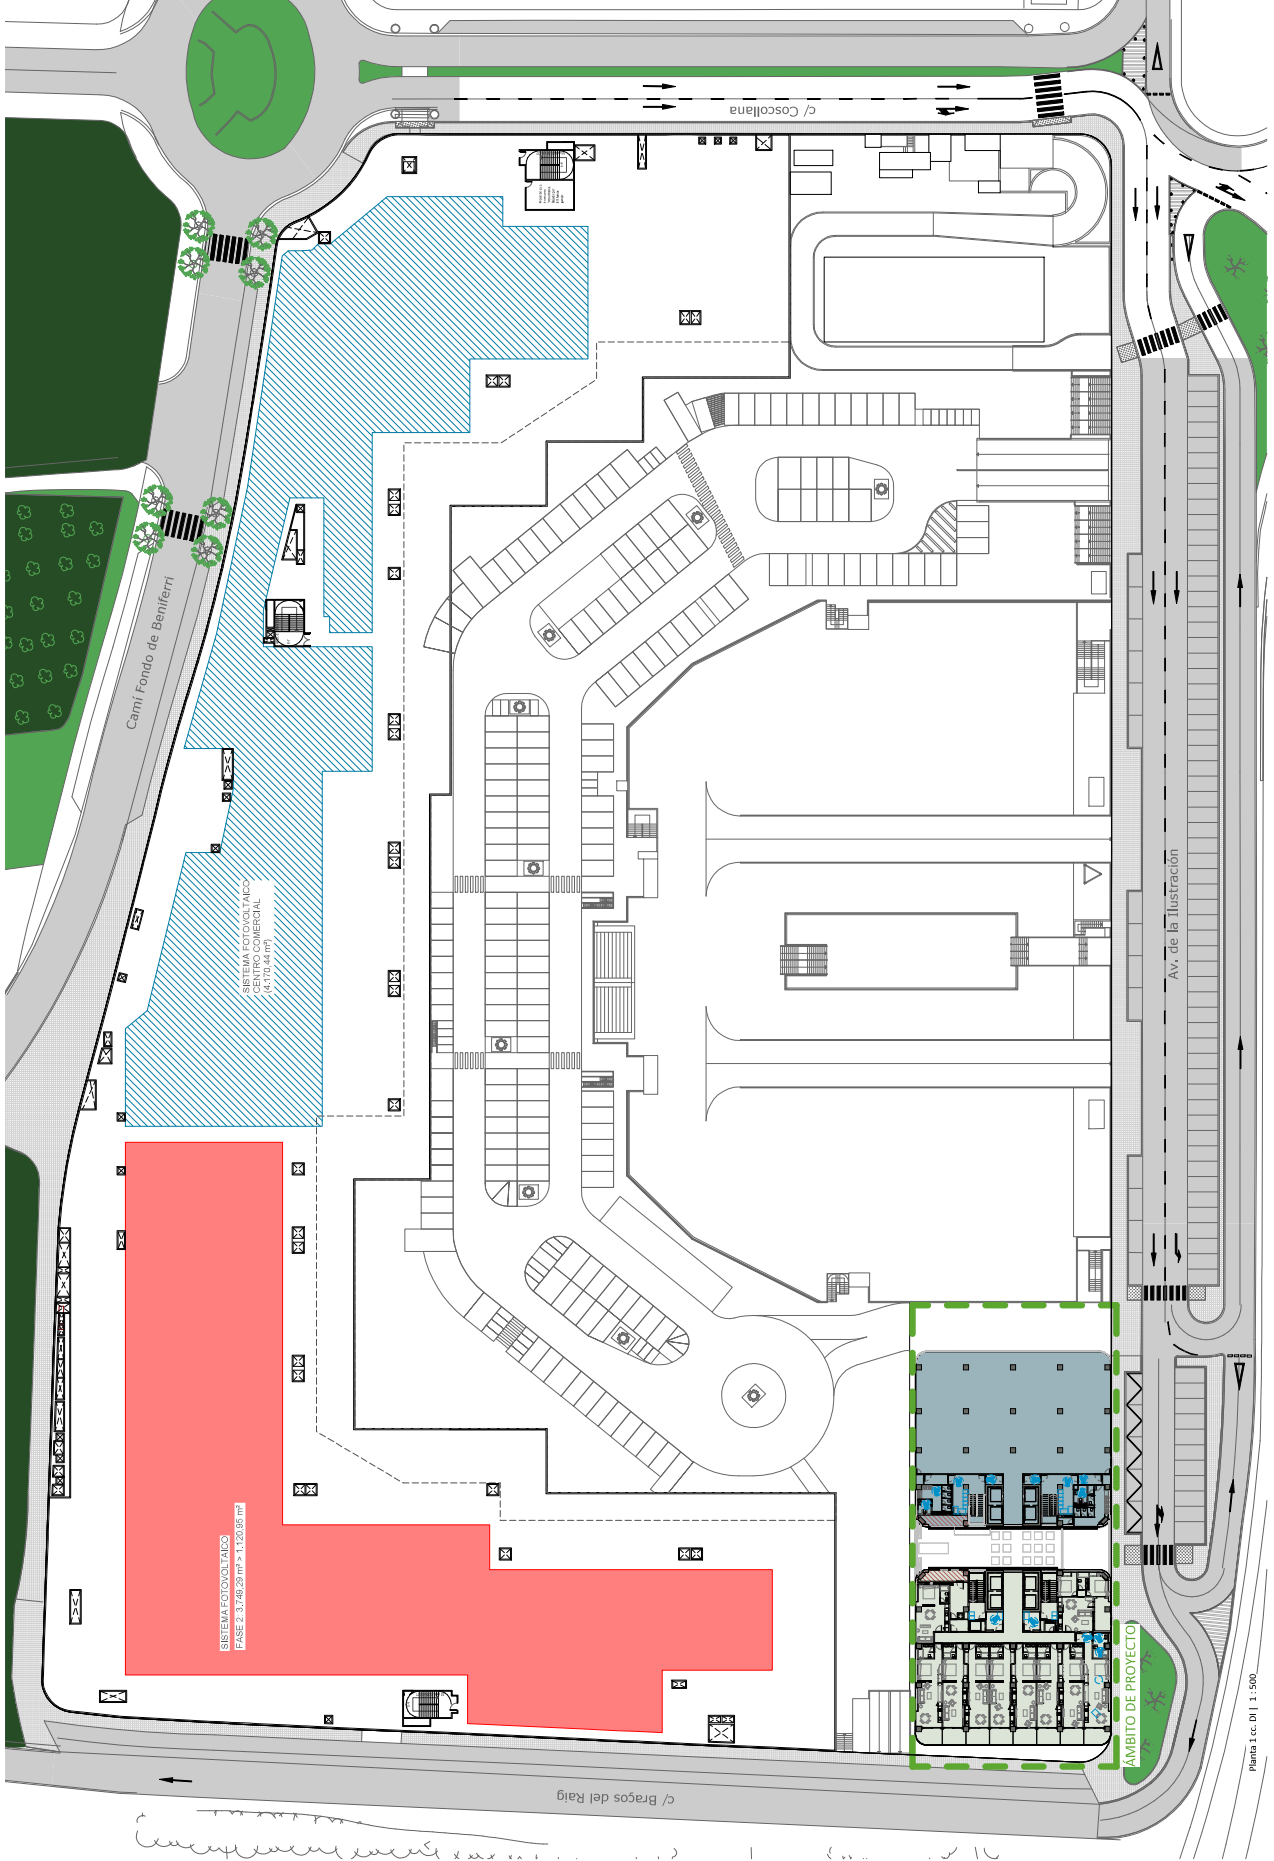 c/ Coscollana
Camí Fondo de Beniferri
SISTEMA FOTOVOLTAICO
CENTRO COMERCIAL
(4.170,44 m²)
Av. de la Ilustración
SISTEMA FOTOVOLTAICO
FASE 2: 3.749,29 m² > 1.120,95 m²
ÁMBITO DE PROYECTO
Planta 1 cc. DI | 1 : 500
c/ Braços del Raig